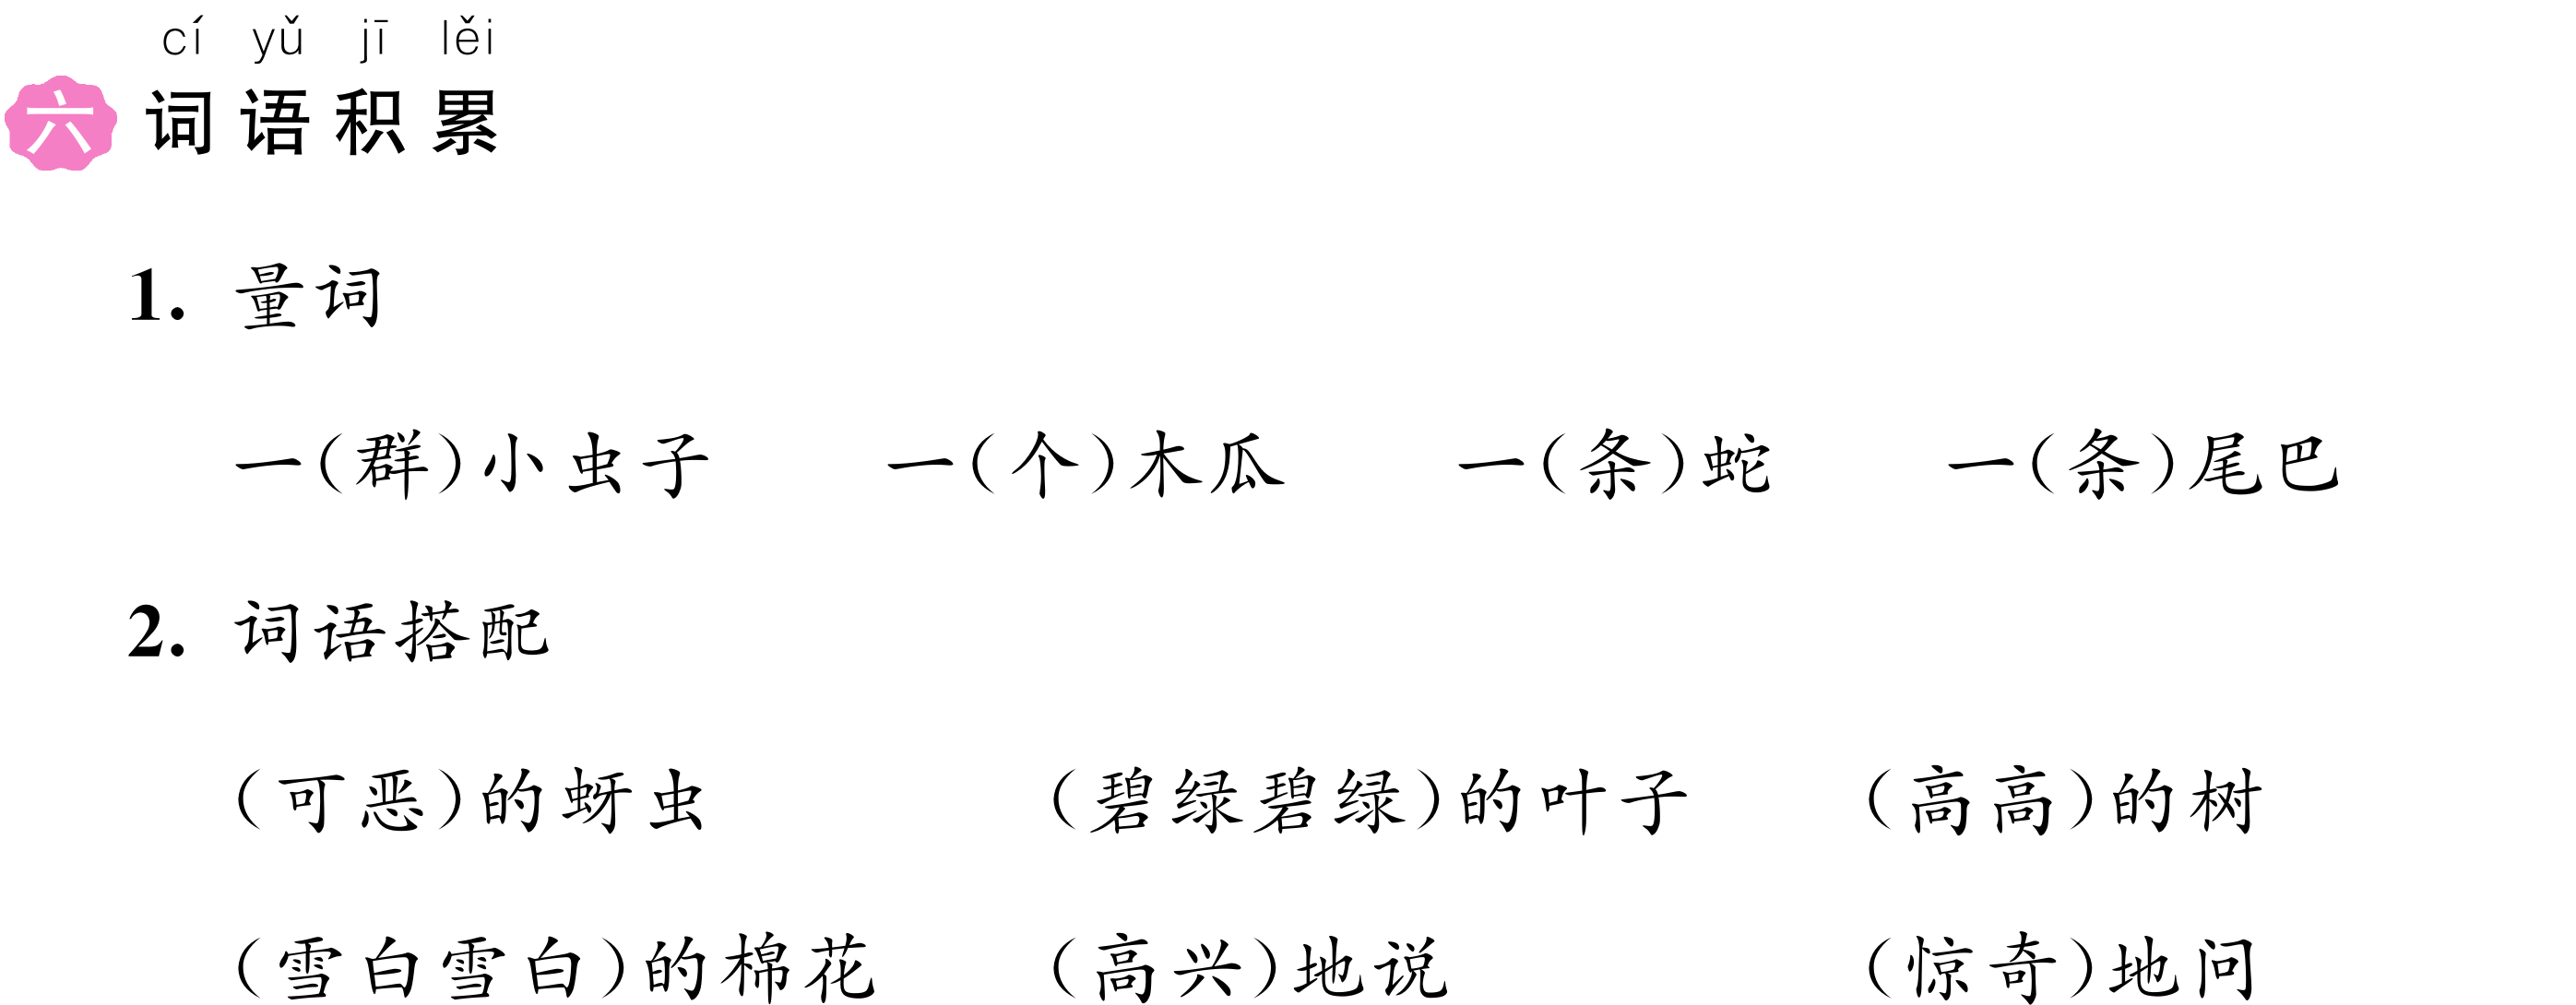 cí yǔ jī lěi
六 词语积累
1. 量词
一(群)小虫子 一(个)木瓜 一(条)蛇 一(条)尾巴
2. 词语搭配
(可恶)的蚜虫 (碧绿碧绿)的叶子 (高高)的树
(雪白雪白)的棉花 (高兴)地说 (惊奇)地问